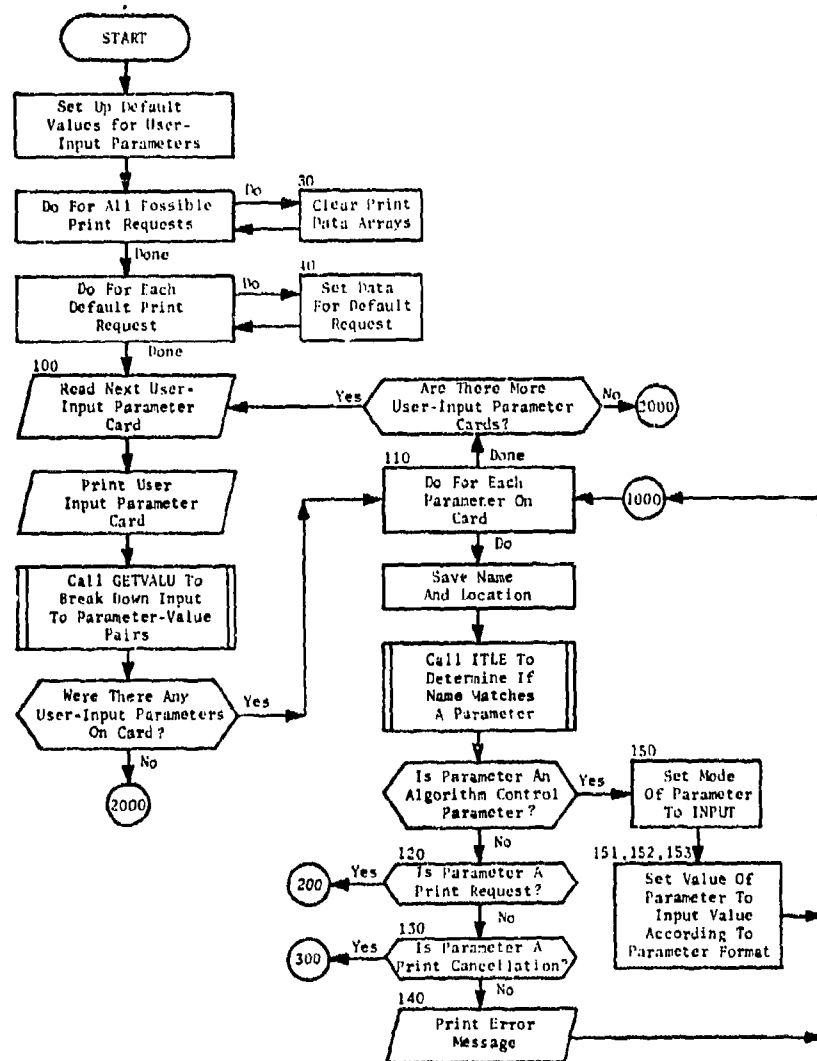 START
Set Up Default
Values for User-
Input Parameters
Do For All Possible
Print Requests
Do
30
Clear Print
Data Arrays
Done
Do For Each
Default Print
Request
Do
40
Set Data
For Default
Request
Done
100
Read Next User-
Input Parameter
Card
Yes
Are There More
User-Input Parameter
Cards?
No
2000
Done
Print User
Input Parameter
Card
110
Do For Each
Parameter On
Card
1000
Do
Call GETVALU To
Break Down Input
To Parameter-Value
Pairs
Save Name
And Location
Were There Any
User-Input Parameters
On Card?
Yes
No
2000
Call ITLE To
Determine If
Name Matches
A Parameter
Is Parameter An
Algorithm Control
Parameter?
Yes
150
Set Mode
Of Parameter
To INPUT
No
151,152,153
Set Value Of
Parameter To
Input Value
According To
Parameter Format
120
Is Parameter A
Print Request?
Yes
200
No
130
Is Parameter A
Print Cancellation?
Yes
300
No
140
Print Error
Message